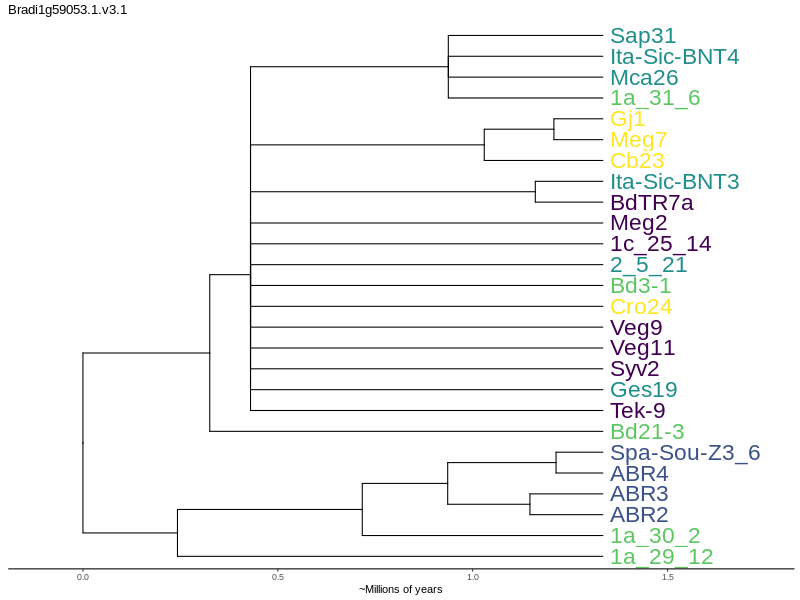 Bradi1g59053.1.v3.1
Sap31
Ita-Sic-BNT4
Mca26
1a_31_6
Gj1
Meg7
Cb23
Ita-Sic-BNT3
BdTR7a
Meg2
1c_25_14
2_5_21
Bd3-1
Cro24
Veg9
Veg11
Syv2
Ges19
Tek-9
Bd21-3
Spa-Sou-Z3_6
ABR4
ABR3
ABR2
1a_30_2
1a_29_12
0.0 0.5 1.0 1.5
~Millions of years